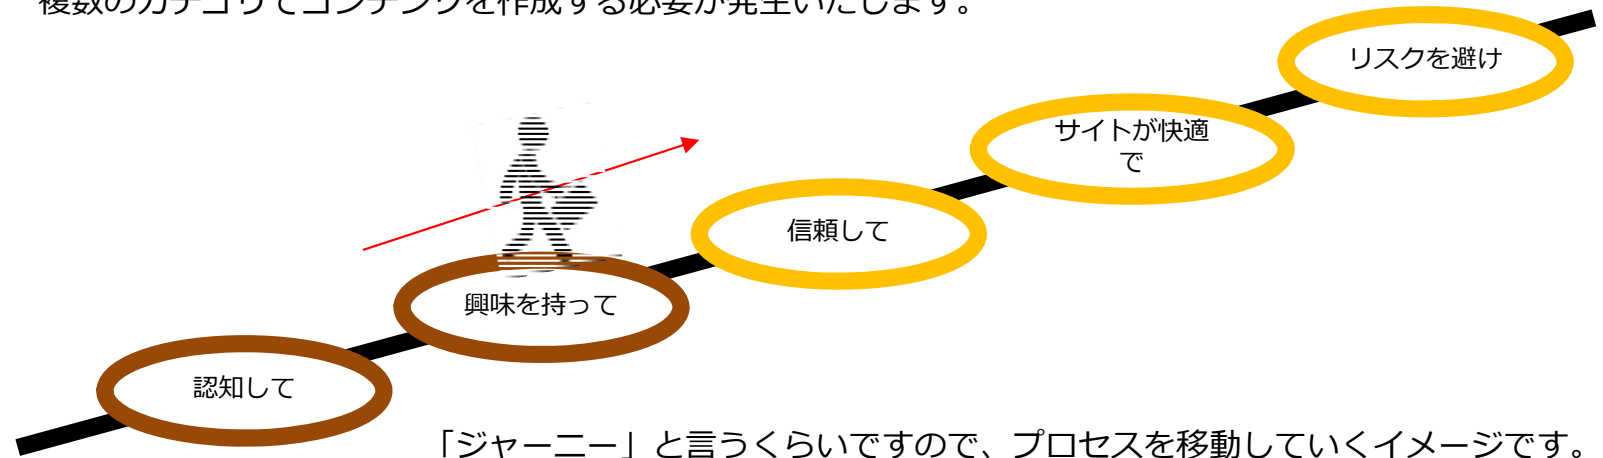 複数のカテゴリでコンテンツを作成する必要が発生いたします。
リスクを避け
サイトが快適
で
信頼して
興味を持って
認知して
「ジャーニー」と言うくらいですので、プロセスを移動していくイメージです。